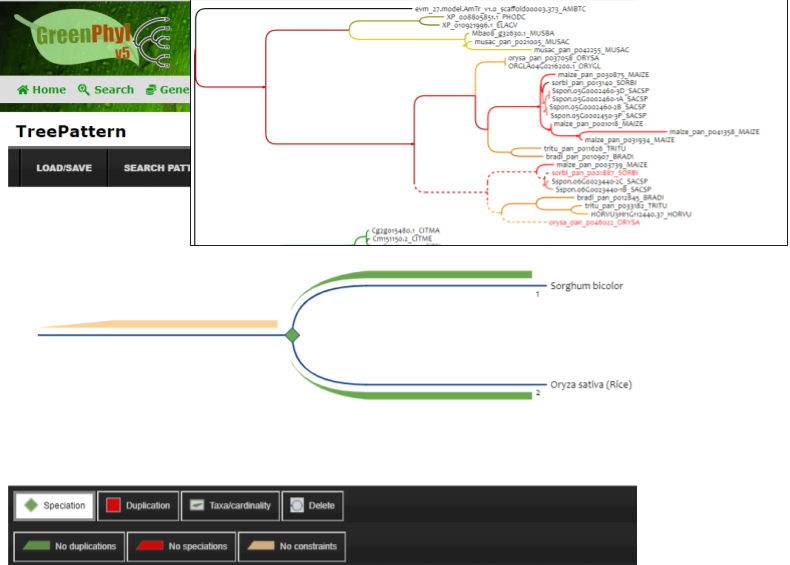 GreenPhyl
v5
Home Search Gene
TreePattern
LOAD/SAVE SEARCH PATT
evm_27.model.AmTr_v1.0_scaffold00003.373_AMBTC
XP_008805851.1_PHODC
XP_010921996.1_ELAGV
Mba08_g32630.1_MUSBA
musac_pan_p021005_MUSAC
musac_pan_p042255_MUSAC
orysa_pan_p037058_ORYSA
ORGLA04G0216200.1_ORYGL
maize_pan_p030875_MAIZE
sorbi_pan_p013140_SORBI
Sspon.05G0002460-3D_SACSP
Sspon.05G0002460-1A_SACSP
Sspon.05G0002460-2B_SACSP
Sspon.05G0002450-3P_SACSP
maize_pan_p001018_MAIZE
maize_pan_p041358_MAIZE
maize_pan_p031934_MAIZE
tritu_pan_p011626_TRITU
bradi_pan_p010907_BRADI
maize_pan_p003739_MAIZE
sorbi_pan_p001887_SORBI
Sspon.06G0023440-2C_SACSP
Sspon.06G0023440-1B_SACSP
bradi_pan_p012845_BRADI
tritu_pan_p033182_TRITU
HORVU3Hr1G112440.37_HORVU
orysa_pan_p046022_ORYSA
Cg2g015480.1_CITMA
Cm151150.2_CITME
Sorghum bicolor
1
Oryza sativa (Rice)
2
Speciation Duplication Taxa/cardinality Delete
No duplications No speciations No constraints